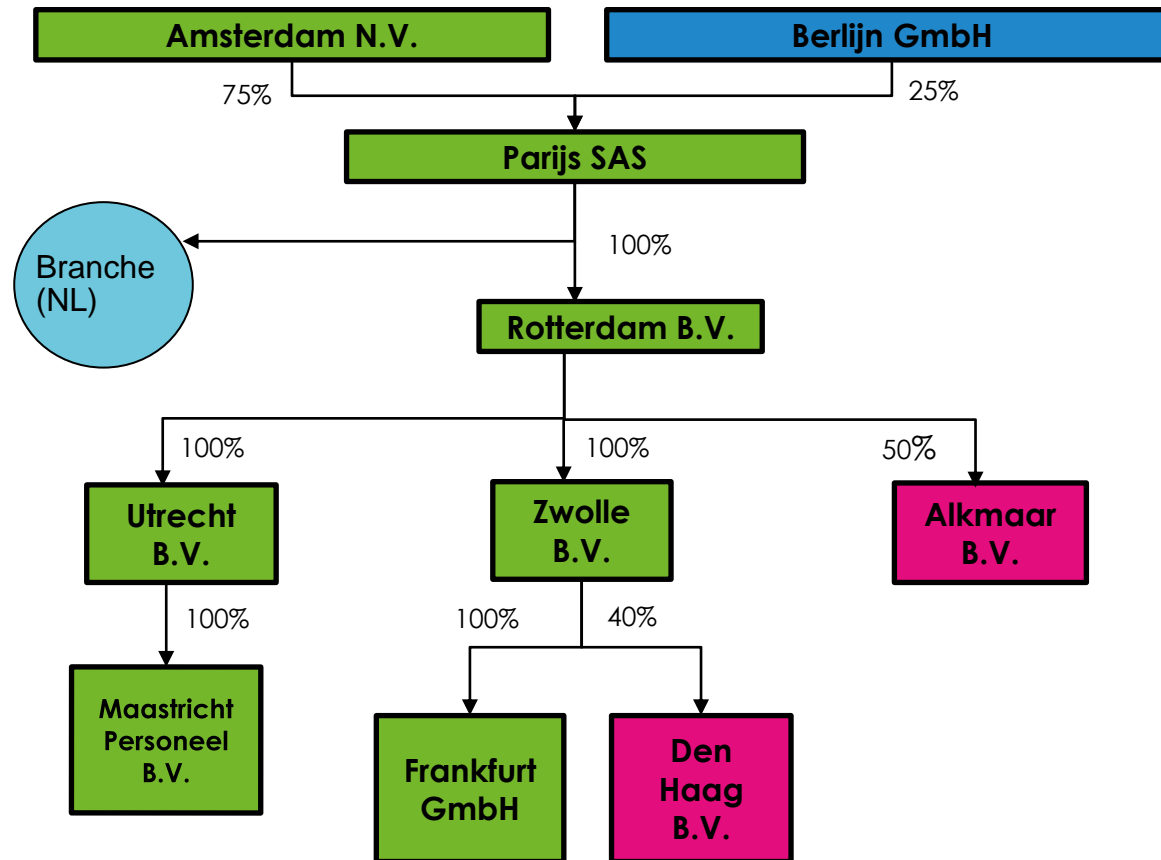 Amsterdam N.V.
Berlijn GmbH
75%
25%
Parijs SAS
Branche
(NL)
100%
Rotterdam B.V.
100%
100%
50%
Utrecht
B.V.
Zwolle
B.V.
Alkmaar
B.V.
100%
100%
40%
Maastricht
Personeel
B.V.
Frankfurt
GmbH
Den
Haag
B.V.